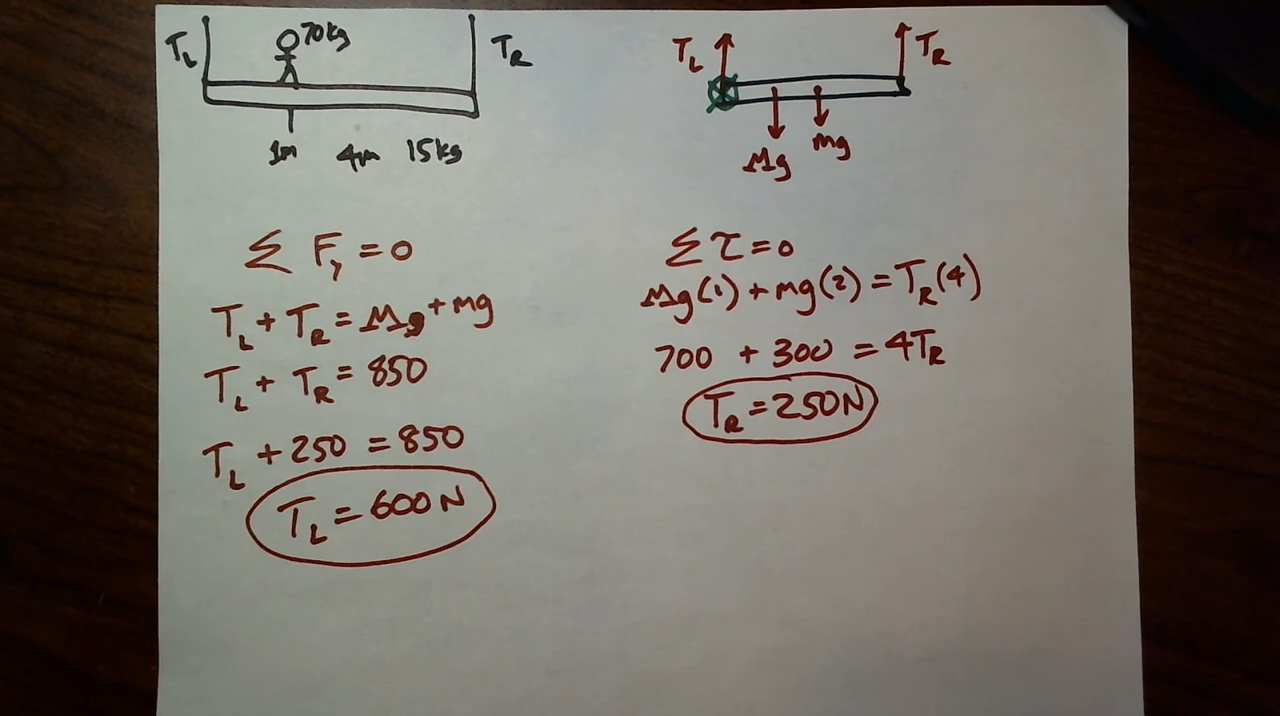 T_L 70kg T_R
1m 4m 15kg
T_L T_R
Mg mg
Σ F_y = 0
T_L + T_R = Mg + mg
T_L + T_R = 850
T_L + 250 = 850
T_L = 600N
Σ τ = 0
Mg(1) + mg(2) = T_R(4)
700 + 300 = 4T_R
T_R = 250N